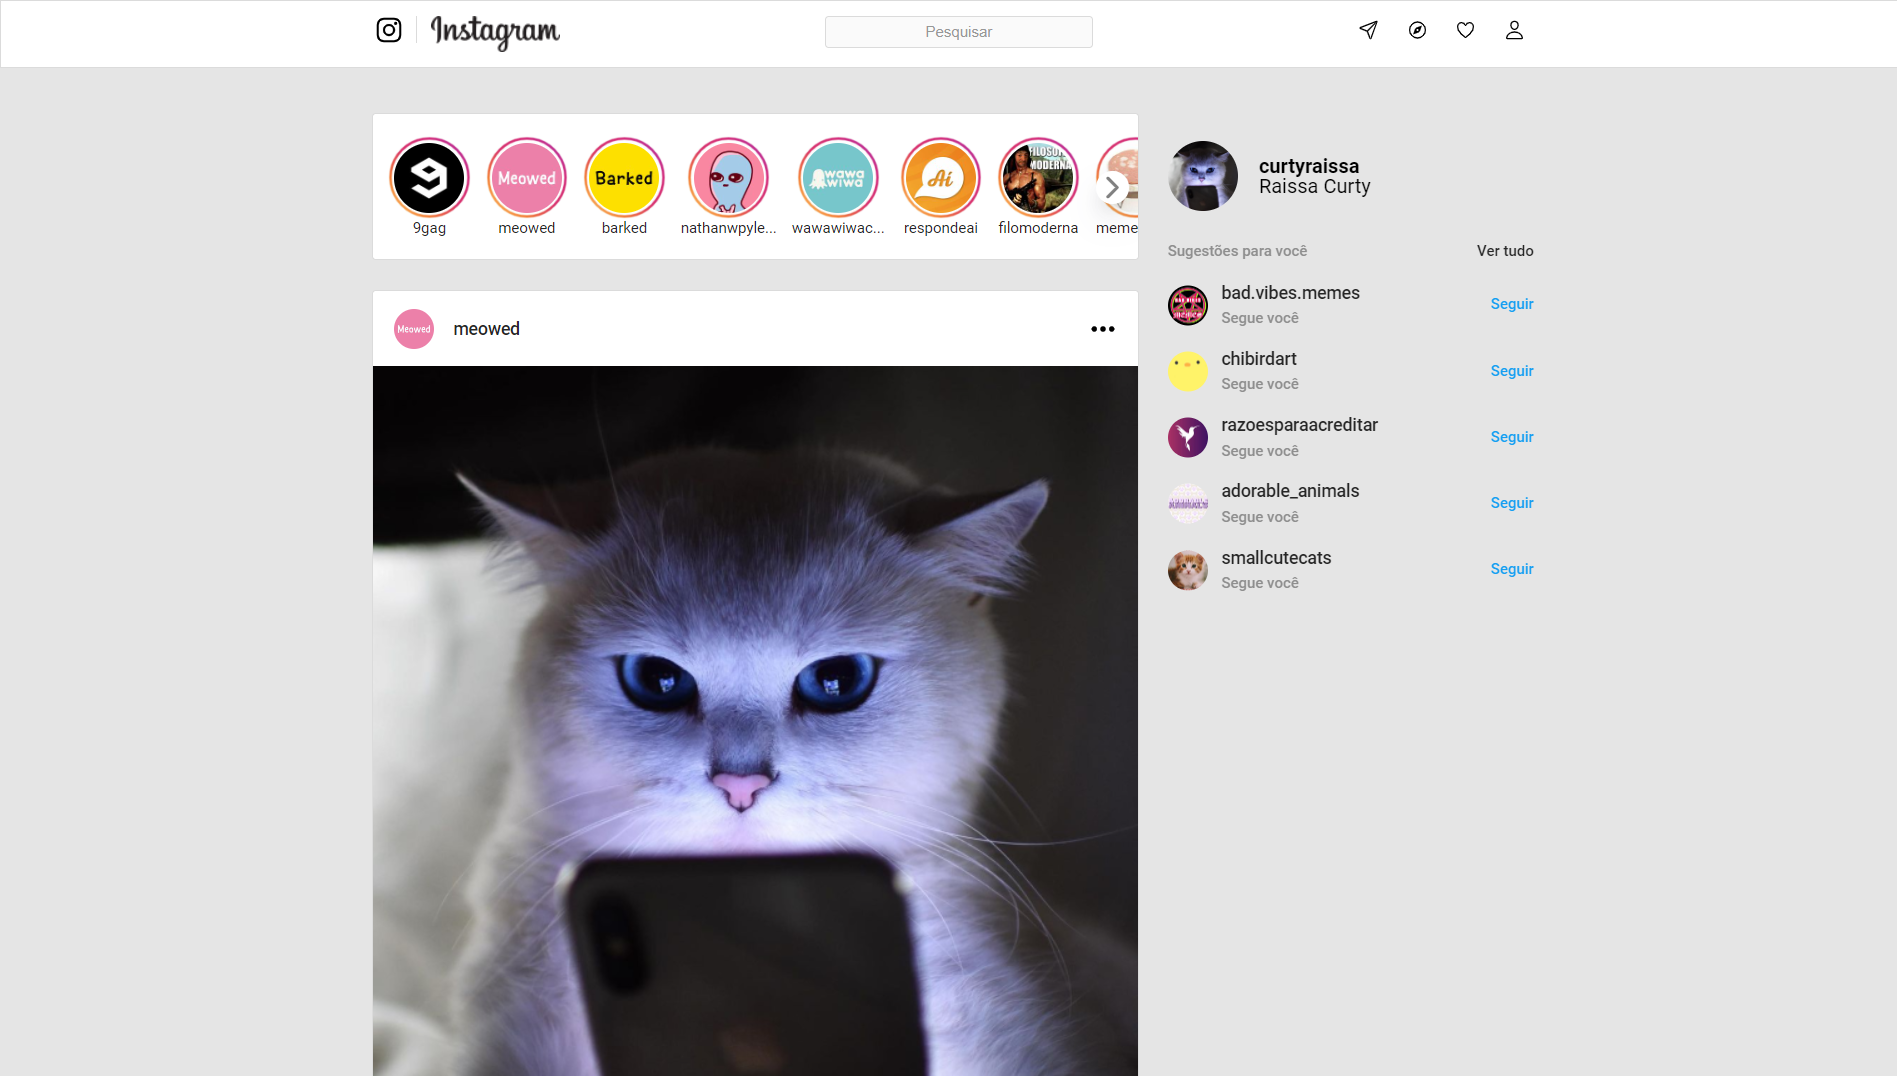 Instagram
Pesquisar
Meowed
Barked
wawa
wiwa
Ai
FILOSOFIA
MODERNA
9gag
meowed
barked
nathanwpyle...
wawawiwac...
respondeai
filomoderna
meme
curtyraissa
Raissa Curty
Sugestões para você
Ver tudo
bad.vibes.memes
Segue você
Seguir
chibirdart
Segue você
Seguir
razoesparaacreditar
Segue você
Seguir
adorable_animals
Segue você
Seguir
smallcutecats
Segue você
Seguir
Meowed
meowed